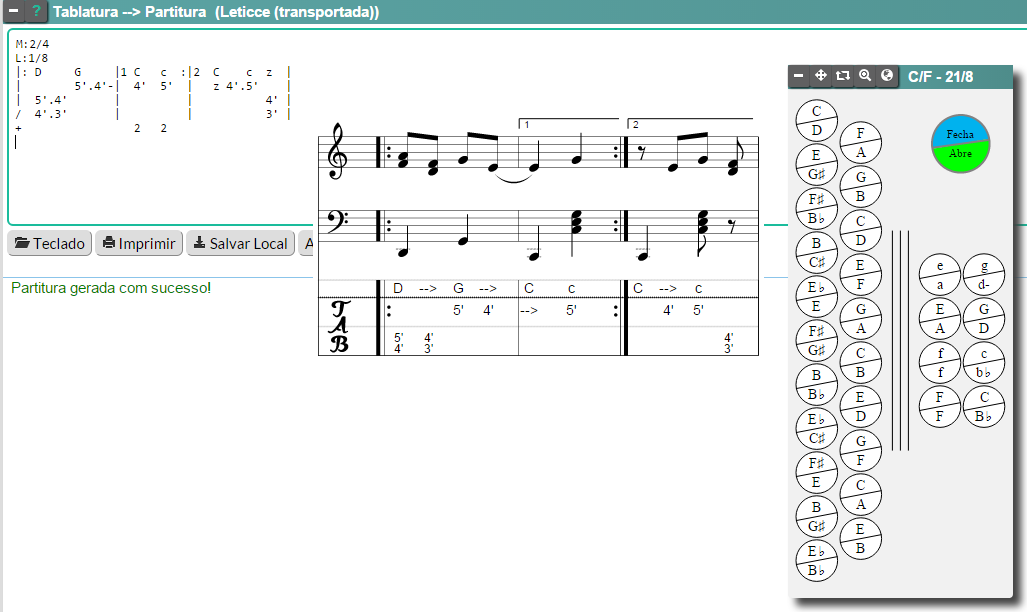 − ? Tablatura --> Partitura (Leticce (transportada))
M:2/4
L:1/8
|: D G |1 C c :|2 C c z |
| 5'.4'-| 4' 5' | z 4'.5' |
| 5'.4' | | 4' |
/ 4'.3' | | 3' |
+ 2 2
Teclado Imprimir Salvar Local A
Partitura gerada com sucesso!
1 2
D --> G --> C c C --> c
5' 4' --> 5' 4' 5'
T
A
B
5' 4' 4'
4' 3' 3'
C/F - 21/8
Fecha
Abre
C
D
E
G♯
F♯
B♭
B
C♯
E♭
E
F♯
G♯
B
B♭
E♭
C♯
F♯
E
B
G♯
E♭
B♭
F
A
G
B
C
D
E
F
G
A
C
B
E
D
G
F
C
A
E
B
e
a
E
A
f
f
F
F
g
d-
G
D
c
b♭
C
B♭